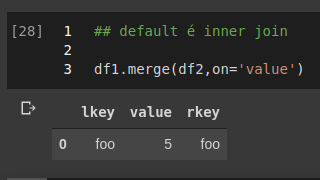 [28] 1 ## default é inner join
2
3 df1.merge(df2,on='value')
lkey value rkey
0 foo 5 foo